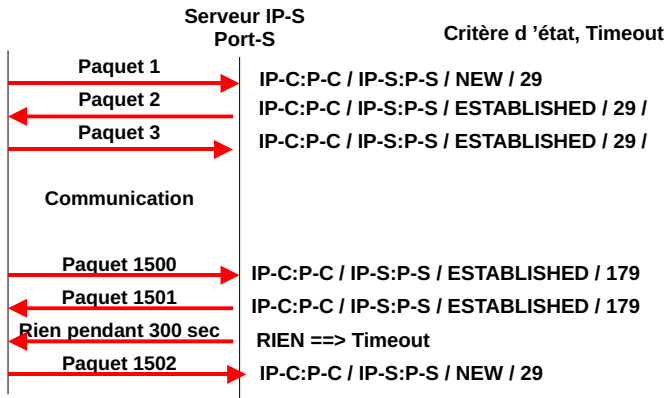 Serveur IP-S
Port-S
Critère d 'état, Timeout
Paquet 1
IP-C:P-C / IP-S:P-S / NEW / 29
Paquet 2
IP-C:P-C / IP-S:P-S / ESTABLISHED / 29 /
Paquet 3
IP-C:P-C / IP-S:P-S / ESTABLISHED / 29 /
Communication
Paquet 1500
IP-C:P-C / IP-S:P-S / ESTABLISHED / 179
Paquet 1501
IP-C:P-C / IP-S:P-S / ESTABLISHED / 179
Rien pendant 300 sec
RIEN ==> Timeout
Paquet 1502
IP-C:P-C / IP-S:P-S / NEW / 29